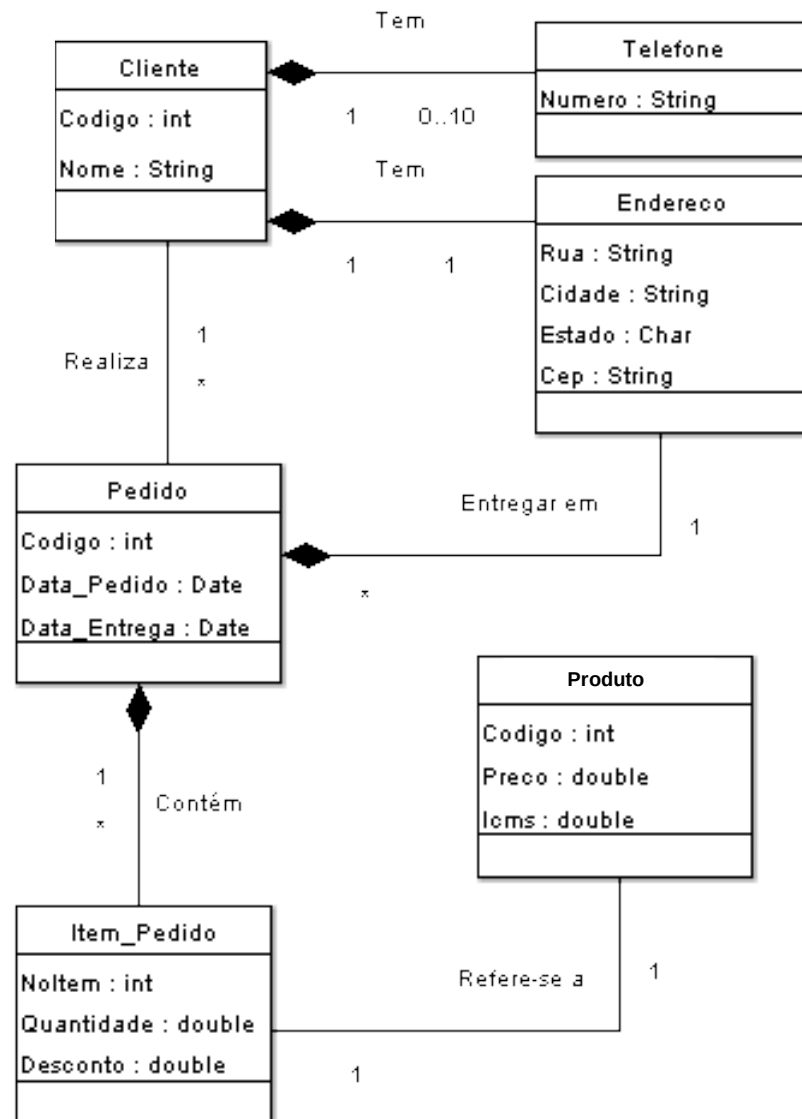 Tem
Cliente
Codigo : int
Nome : String
1
0..10
Telefone
Numero : String
Tem
1
1
Endereco
Rua : String
Cidade : String
Estado : Char
Cep : String
Realiza
1
*
Pedido
Codigo : int
Data_Pedido : Date
Data_Entrega : Date
Entregar em
1
*
1
*
Contém
Produto
Codigo : int
Preco : double
Icms : double
Item_Pedido
NoItem : int
Quantidade : double
Desconto : double
Refere-se a
1
1